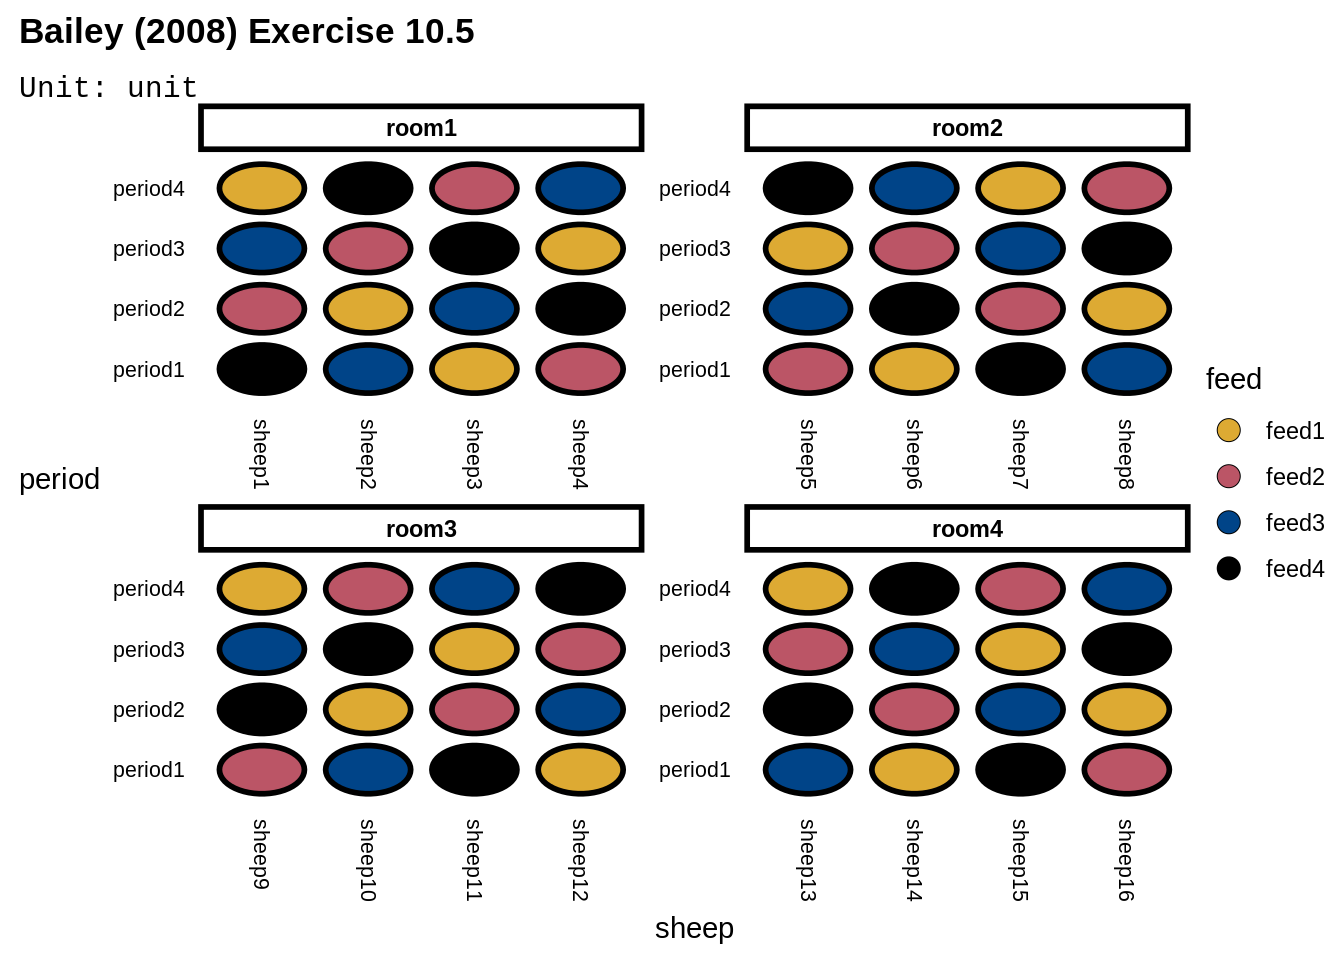 Bailey (2008) Exercise 10.5
Unit: unit
room1
room2
period4
period4
period3
period3
period2
period2
period1
period1
sheep1
sheep2
sheep3
sheep4
sheep5
sheep6
sheep7
sheep8
feed
feed1
feed2
feed3
feed4
period
room3
room4
period4
period4
period3
period3
period2
period2
period1
period1
sheep9
sheep10
sheep11
sheep12
sheep13
sheep14
sheep15
sheep16
sheep